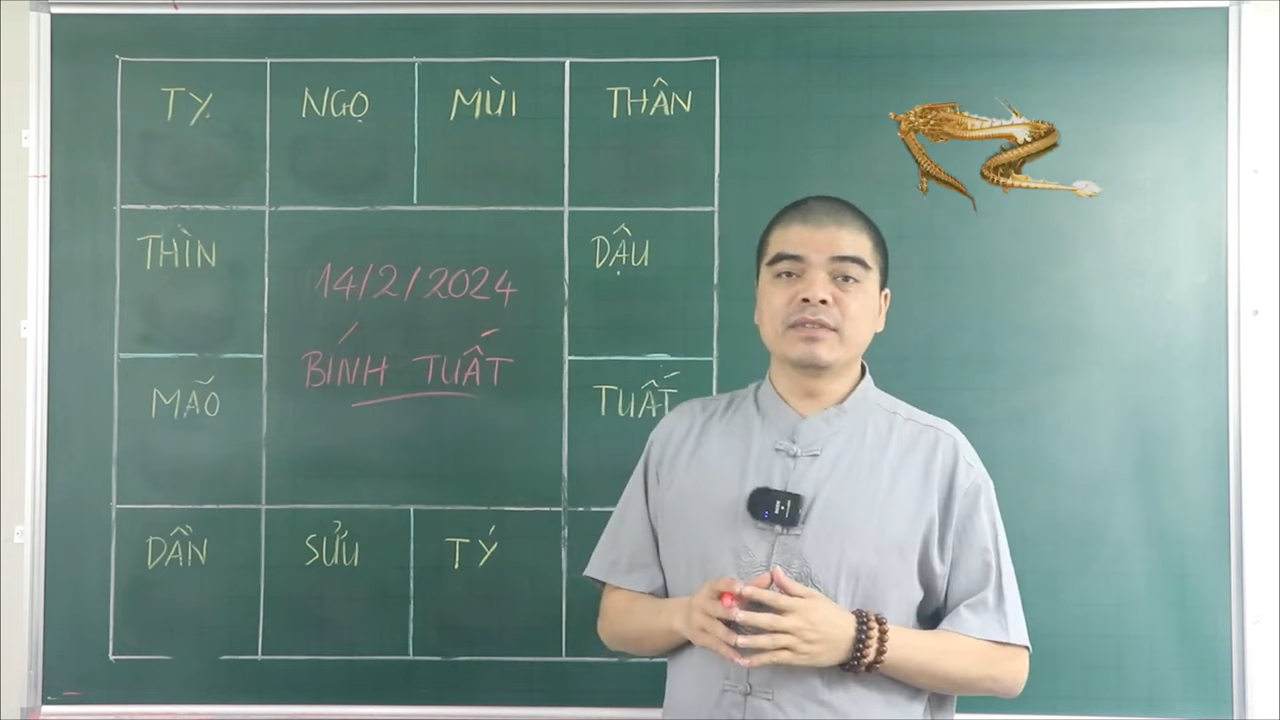 TỴ NGỌ MÙI THÂN
THÌN DẬU
14/2/2024
BÍNH TUẤT
MÃO TUẤT
DẦN SỬU TÝ